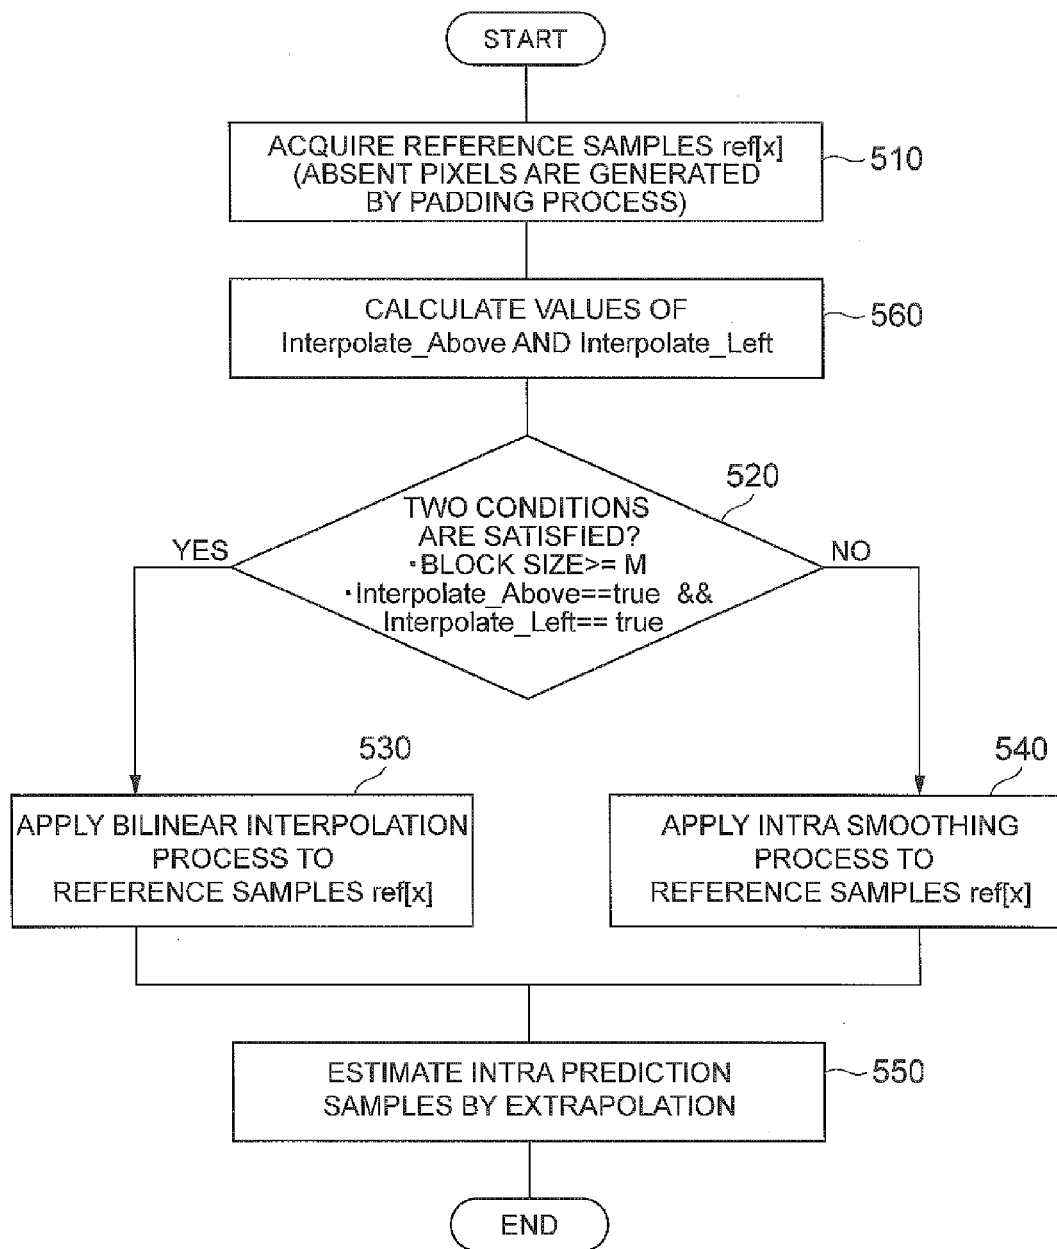 START
ACQUIRE REFERENCE SAMPLES ref[x]
(ABSENT PIXELS ARE GENERATED
BY PADDING PROCESS)
510
CALCULATE VALUES OF
Interpolate_Above AND Interpolate_Left
560
520
TWO CONDITIONS
ARE SATISFIED?
・BLOCK SIZE>= M
・Interpolate_Above==true &&
Interpolate_Left== true
YES
NO
530
APPLY BILINEAR INTERPOLATION
PROCESS TO
REFERENCE SAMPLES ref[x]
540
APPLY INTRA SMOOTHING
PROCESS TO
REFERENCE SAMPLES ref[x]
ESTIMATE INTRA PREDICTION
SAMPLES BY EXTRAPOLATION
550
END